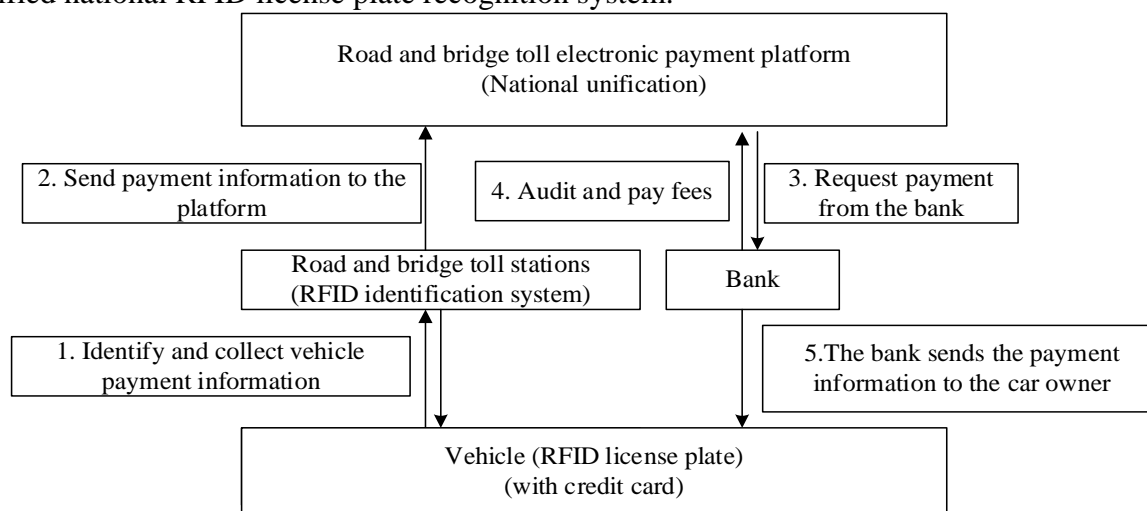 national RFID license plate recognition system.
Road and bridge toll electronic payment platform
(National unification)
2. Send payment information to the
platform
4. Audit and pay fees
3. Request payment
from the bank
Road and bridge toll stations
(RFID identification system)
Bank
1. Identify and collect vehicle
payment information
5.The bank sends the payment
information to the car owner
Vehicle (RFID license plate)
(with credit card)